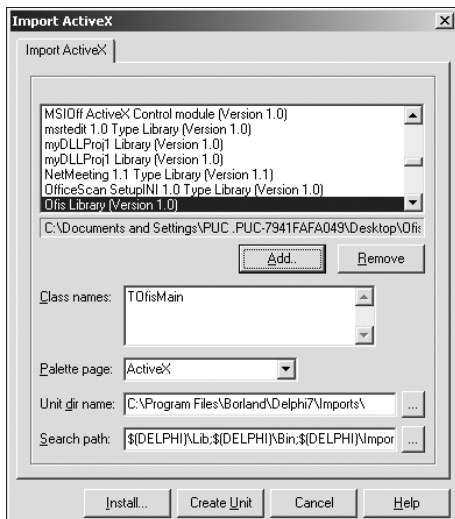 Import ActiveX
Import ActiveX
MSIOff ActiveX Control module (Version 1.0)
msrtedit 1.0 Type Library (Version 1.0)
myDLLProj1 Library (Version 1.0)
myDLLProj1 Library (Version 1.0)
NetMeeting 1.1 Type Library (Version 1.1)
OfficeScan SetupINI 1.0 Type Library (Version 1.0)
Ofis Library (Version 1.0)
C:\Documents and Settings\PUC .PUC-7941FAFA049\Desktop\Ofis
Add..
Remove
Class names:
TOfisMain
Palette page:
ActiveX
Unit dir name:
C:\Program Files\Borland\Delphi7\Imports\
...
Search path:
$(DELPHI)\Lib;$(DELPHI)\Bin;$(DELPHI)\Impor
...
Install...
Create Unit
Cancel
Help